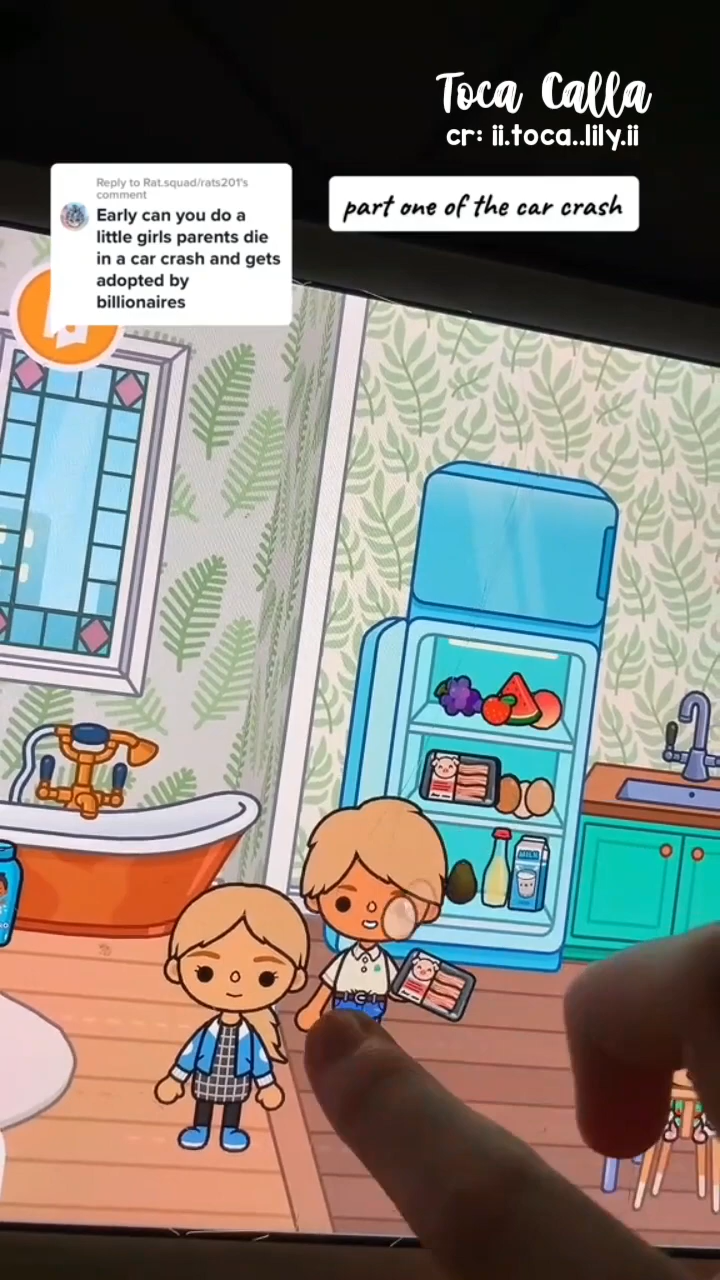 Toca Calla
cr: ii.toca..lily.ii
Reply to Rat.squad/rats201's
comment
Early can you do a
little girls parents die
in a car crash and gets
adopted by
billionaires
part one of the car crash
MILK